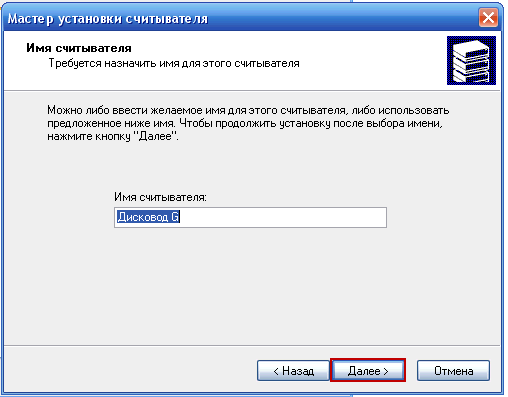 Мастер установки считывателя
Имя считывателя
Требуется назначить имя для этого считывателя
Можно либо ввести желаемое имя для этого считывателя, либо использовать
предложенное ниже имя. Чтобы продолжить установку после выбора имени,
нажмите кнопку "Далее".
Имя считывателя:
Дисковод G
< Назад Далее > Отмена